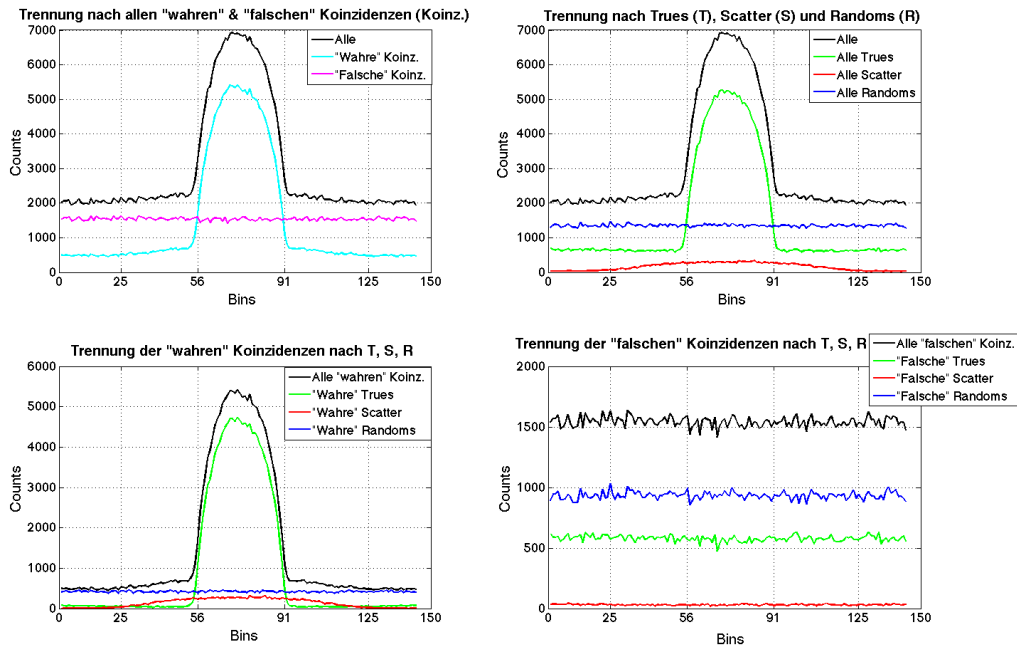 Trennung nach allen "wahren" & "falschen" Koinzidenzen (Koinz.)
7000
6000
5000
4000
3000
2000
1000
0
Counts
0
25
56
91
120
150
Bins
Alle
"Wahre" Koinz.
"Falsche" Koinz.
Trennung nach Trues (T), Scatter (S) und Randoms (R)
7000
6000
5000
4000
3000
2000
1000
0
Counts
0
25
56
91
120
150
Bins
Alle
Alle Trues
Alle Scatter
Alle Randoms
Trennung der "wahren" Koinzidenzen nach T, S, R
6000
5000
4000
3000
2000
1000
0
Counts
0
25
56
91
120
150
Bins
Alle "wahren" Koinz.
"Wahre" Trues
"Wahre" Scatter
"Wahre" Randoms
Trennung der "falschen" Koinzidenzen nach T, S, R
2000
1500
1000
500
0
Counts
0
25
56
91
120
150
Bins
Alle "falschen" Koinz.
"Falsche" Trues
"Falsche" Scatter
"Falsche" Randoms